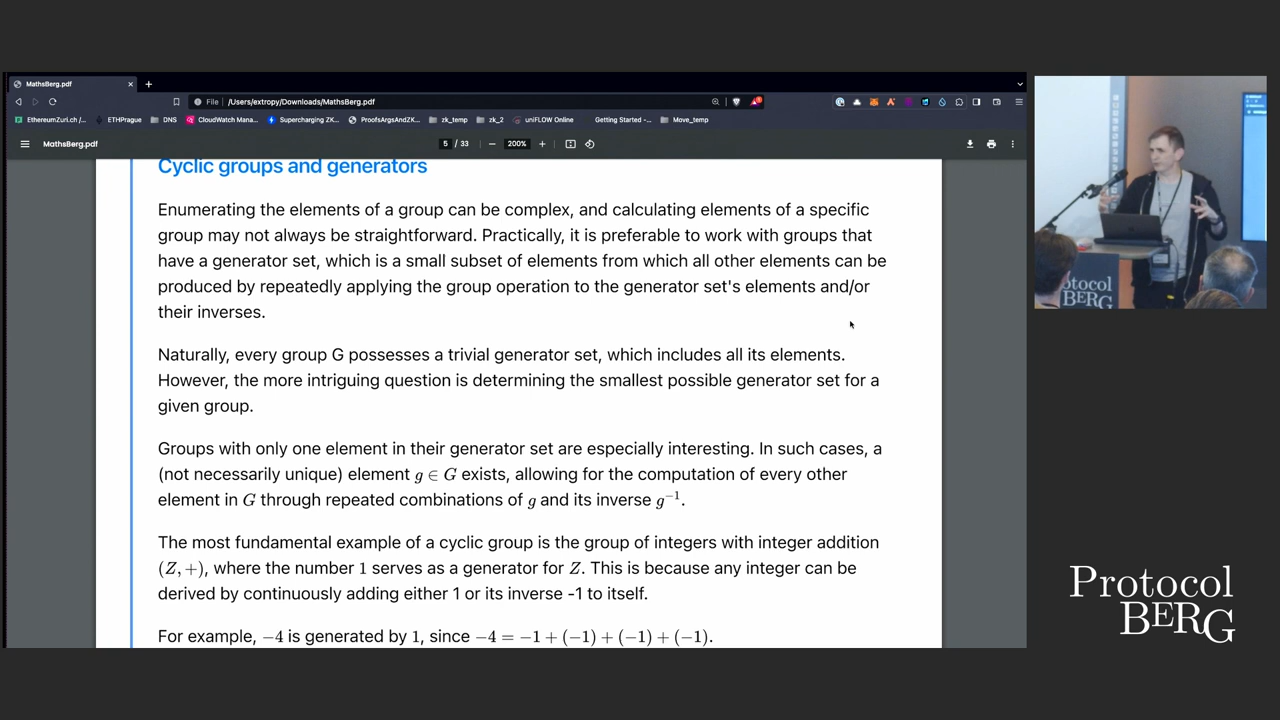 MathsBerg.pdf
File /Users/extropy/Downloads/MathsBerg.pdf
EthereumZuri.ch /... ETHPrague DNS CloudWatch Mana... Supercharging ZK... ProofsArgsAndZK... zk_temp zk_2 uniFLOW Online Getting Started -... Move_temp
MathsBerg.pdf 5 / 33 200%
Cyclic groups and generators
Enumerating the elements of a group can be complex, and calculating elements of a specific
group may not always be straightforward. Practically, it is preferable to work with groups that
have a generator set, which is a small subset of elements from which all other elements can be
produced by repeatedly applying the group operation to the generator set's elements and/or
their inverses.
Naturally, every group G possesses a trivial generator set, which includes all its elements.
However, the more intriguing question is determining the smallest possible generator set for a
given group.
Groups with only one element in their generator set are especially interesting. In such cases, a
(not necessarily unique) element g ∈ G exists, allowing for the computation of every other
element in G through repeated combinations of g and its inverse g⁻¹.
The most fundamental example of a cyclic group is the group of integers with integer addition
(Z, +), where the number 1 serves as a generator for Z. This is because any integer can be
derived by continuously adding either 1 or its inverse -1 to itself.
For example, −4 is generated by 1, since −4 = −1 + (−1) + (−1) + (−1).
Protocol
BERG